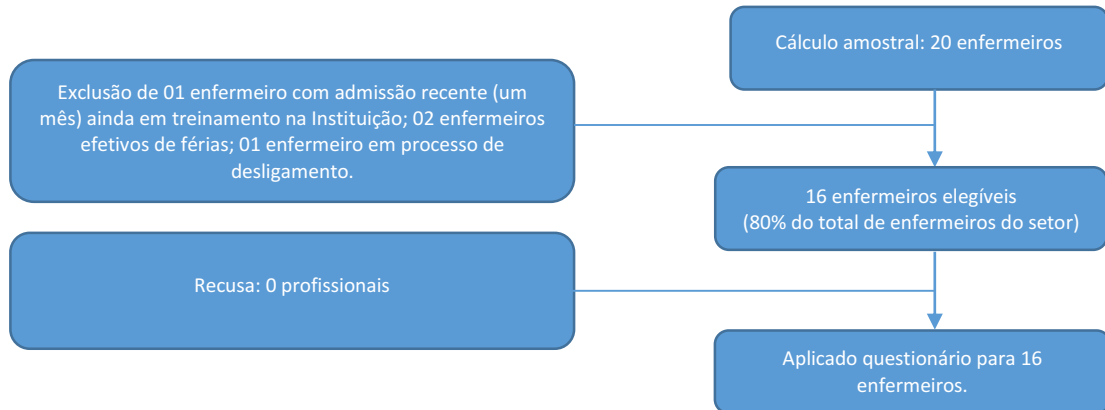 Cálculo amostral: 20 enfermeiros
Exclusão de 01 enfermeiro com admissão recente (um
mês) ainda em treinamento na Instituição; 02 enfermeiros
efetivos de férias; 01 enfermeiro em processo de
desligamento.
16 enfermeiros elegíveis
(80% do total de enfermeiros do setor)
Recusa: 0 profissionais
Aplicado questionário para 16
enfermeiros.